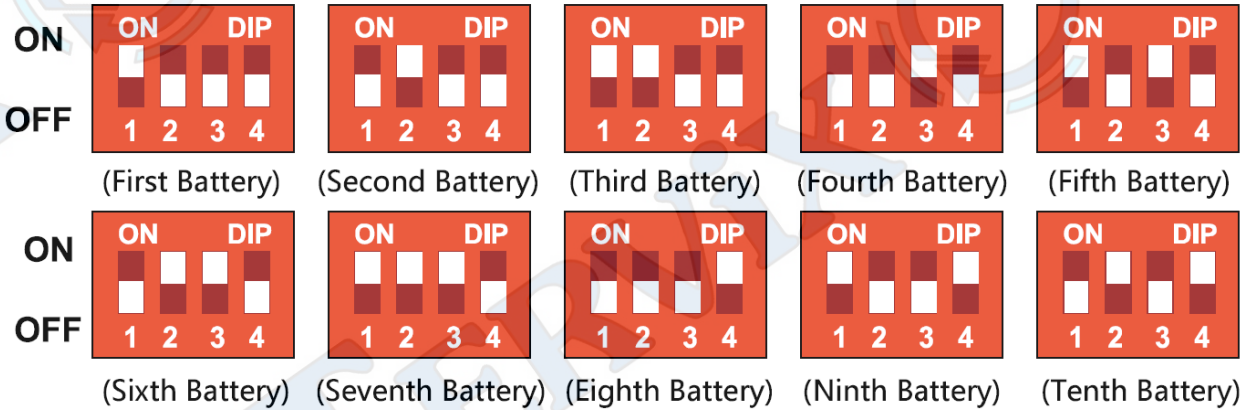 ON DIP ON DIP ON DIP ON DIP ON DIP
ON
OFF
1 2 3 4 1 2 3 4 1 2 3 4 1 2 3 4 1 2 3 4
(First Battery) (Second Battery) (Third Battery) (Fourth Battery) (Fifth Battery)
ON DIP ON DIP ON DIP ON DIP ON DIP
ON
OFF
1 2 3 4 1 2 3 4 1 2 3 4 1 2 3 4 1 2 3 4
(Sixth Battery) (Seventh Battery) (Eighth Battery) (Ninth Battery) (Tenth Battery)